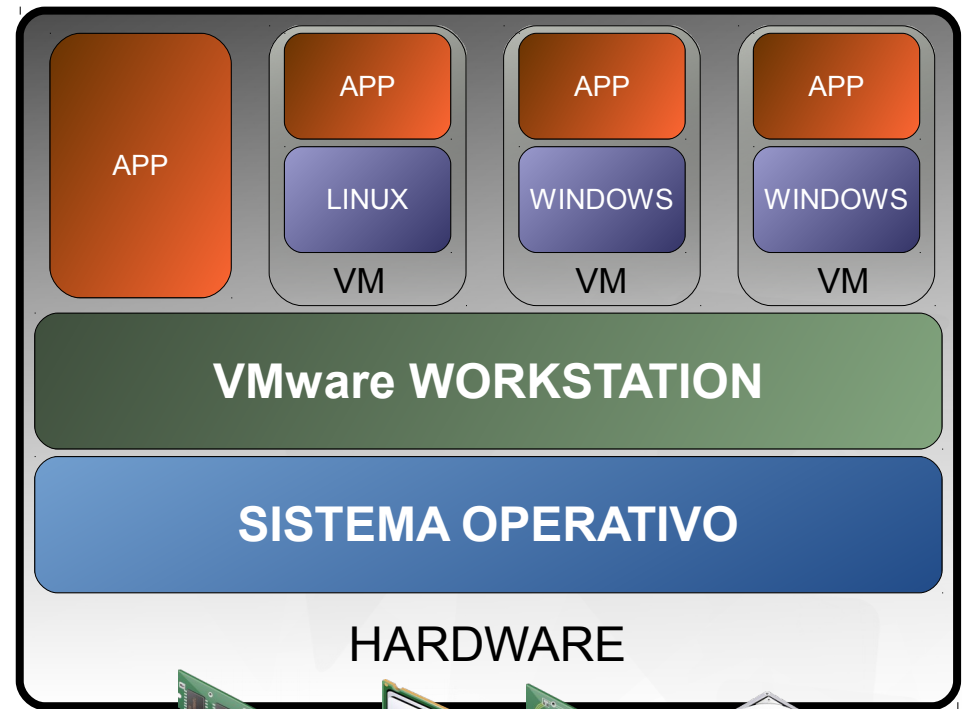 APP
APP
APP
APP
LINUX
WINDOWS
WINDOWS
VM
VM
VM
VMware WORKSTATION
SISTEMA OPERATIVO
HARDWARE